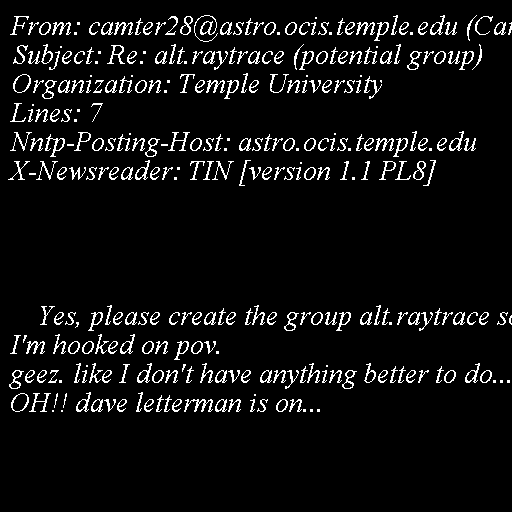 From: camter28@astro.ocis.temple.edu
Subject: Re: alt.raytrace (potential group)
Organization: Temple University
Lines: 7
Nntp-Posting-Host: astro.ocis.temple.edu
X-Newsreader: TIN [version 1.1 PL8]
Yes, please create the group alt.raytrace
I'm hooked on pov.
geez. like I don't have anything better to do...
OH!! dave letterman is on...